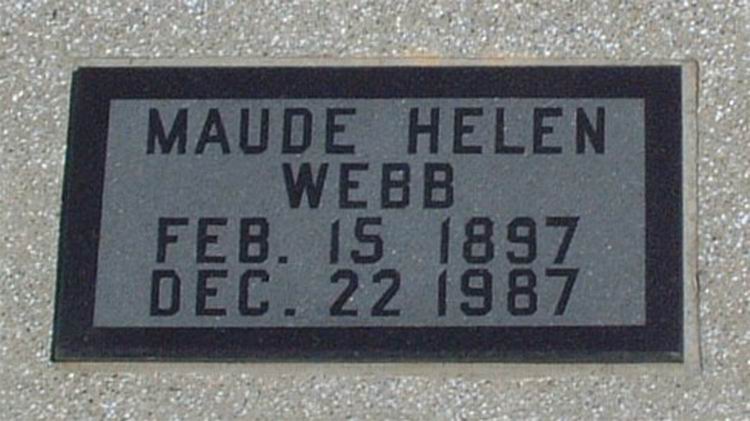 MAUDE HELEN
WEBB
FEB. 15 1897
DEC. 22 1987